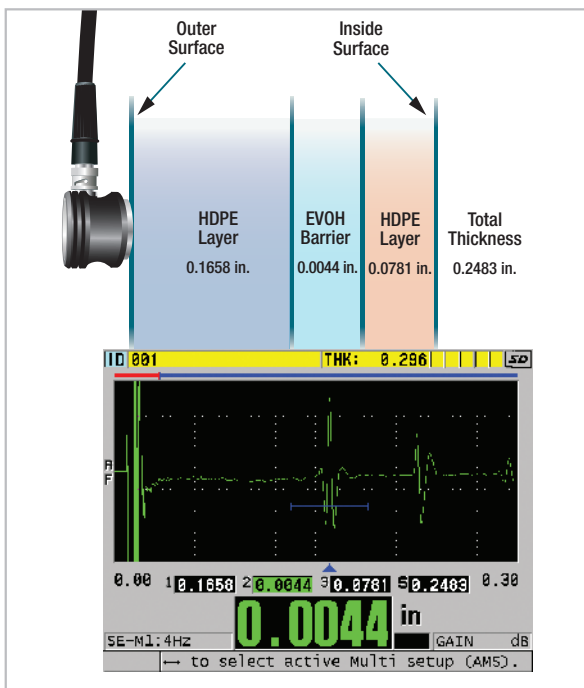 Outer
Surface
Inside
Surface
HDPE
Layer
0.1658 in.
EVOH
Barrier
0.0044 in.
HDPE
Layer
0.0781 in.
Total
Thickness
0.2483 in.
ID 001 THK: 0.296 SD
A
F
0.00 1 0.1658 2 0.0044 3 0.0781 S 0.2483 0.30
0.0044 in
SE-M1:4Hz GAIN dB
↔ to select active Multi setup (AMS).